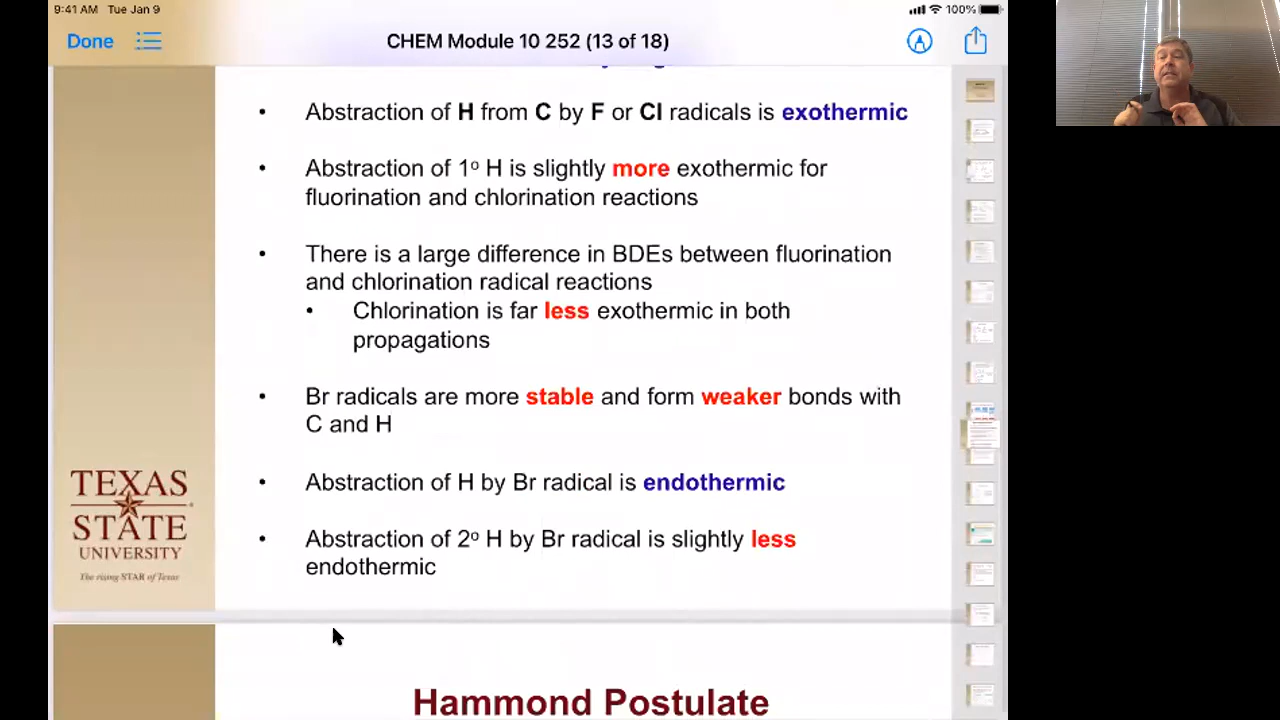 9:41 AM Tue Jan 9
100%
Done
CHEM Module 10 252 (13 of 18)
• Abstraction of H from C by F or Cl radicals is exothermic
• Abstraction of 1º H is slightly more exothermic for
fluorination and chlorination reactions
• There is a large difference in BDEs between fluorination
and chlorination radical reactions
• Chlorination is far less exothermic in both
propagations
• Br radicals are more stable and form weaker bonds with
C and H
• Abstraction of H by Br radical is endothermic
• Abstraction of 2º H by Br radical is slightly less
endothermic
TEXAS
STATE
UNIVERSITY
The rising STAR of Texas
Hammond Postulate